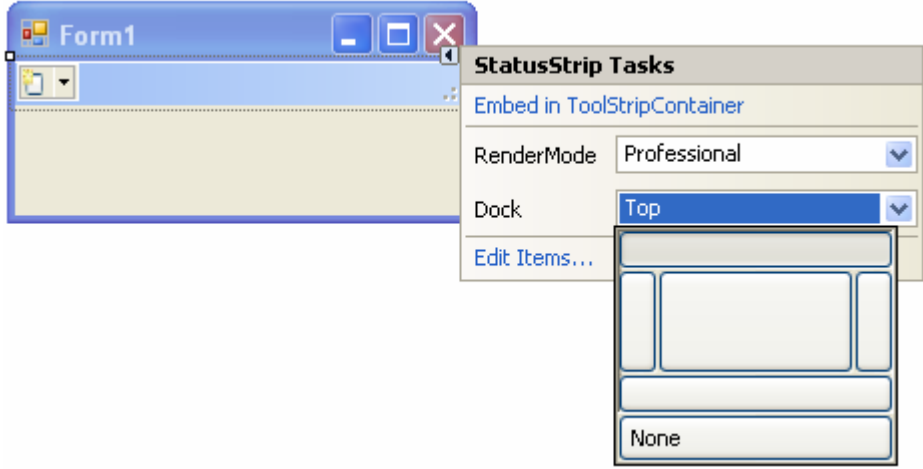 Form1
StatusStrip Tasks
Embed in ToolStripContainer
RenderMode Professional
Dock Top
Edit Items...
None